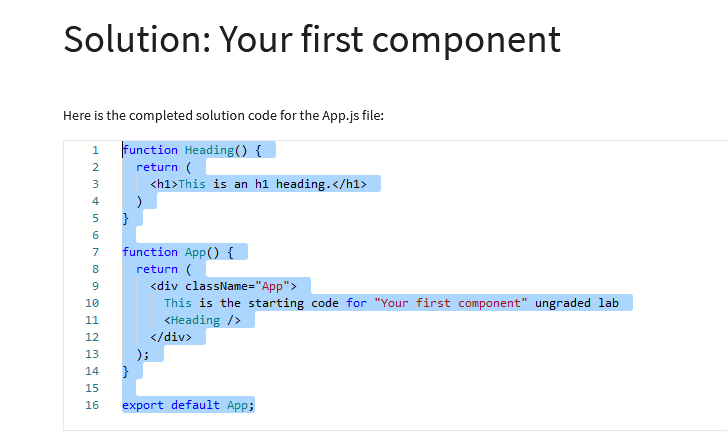 Solution: Your first component
Here is the completed solution code for the App.js file:
1 function Heading() {
2   return (
3     <h1>This is an h1 heading.</h1>
4   )
5 }
6
7 function App() {
8   return (
9     <div className="App">
10       This is the starting code for "Your first component" ungraded lab
11       <Heading />
12     </div>
13   );
14 }
15
16 export default App;